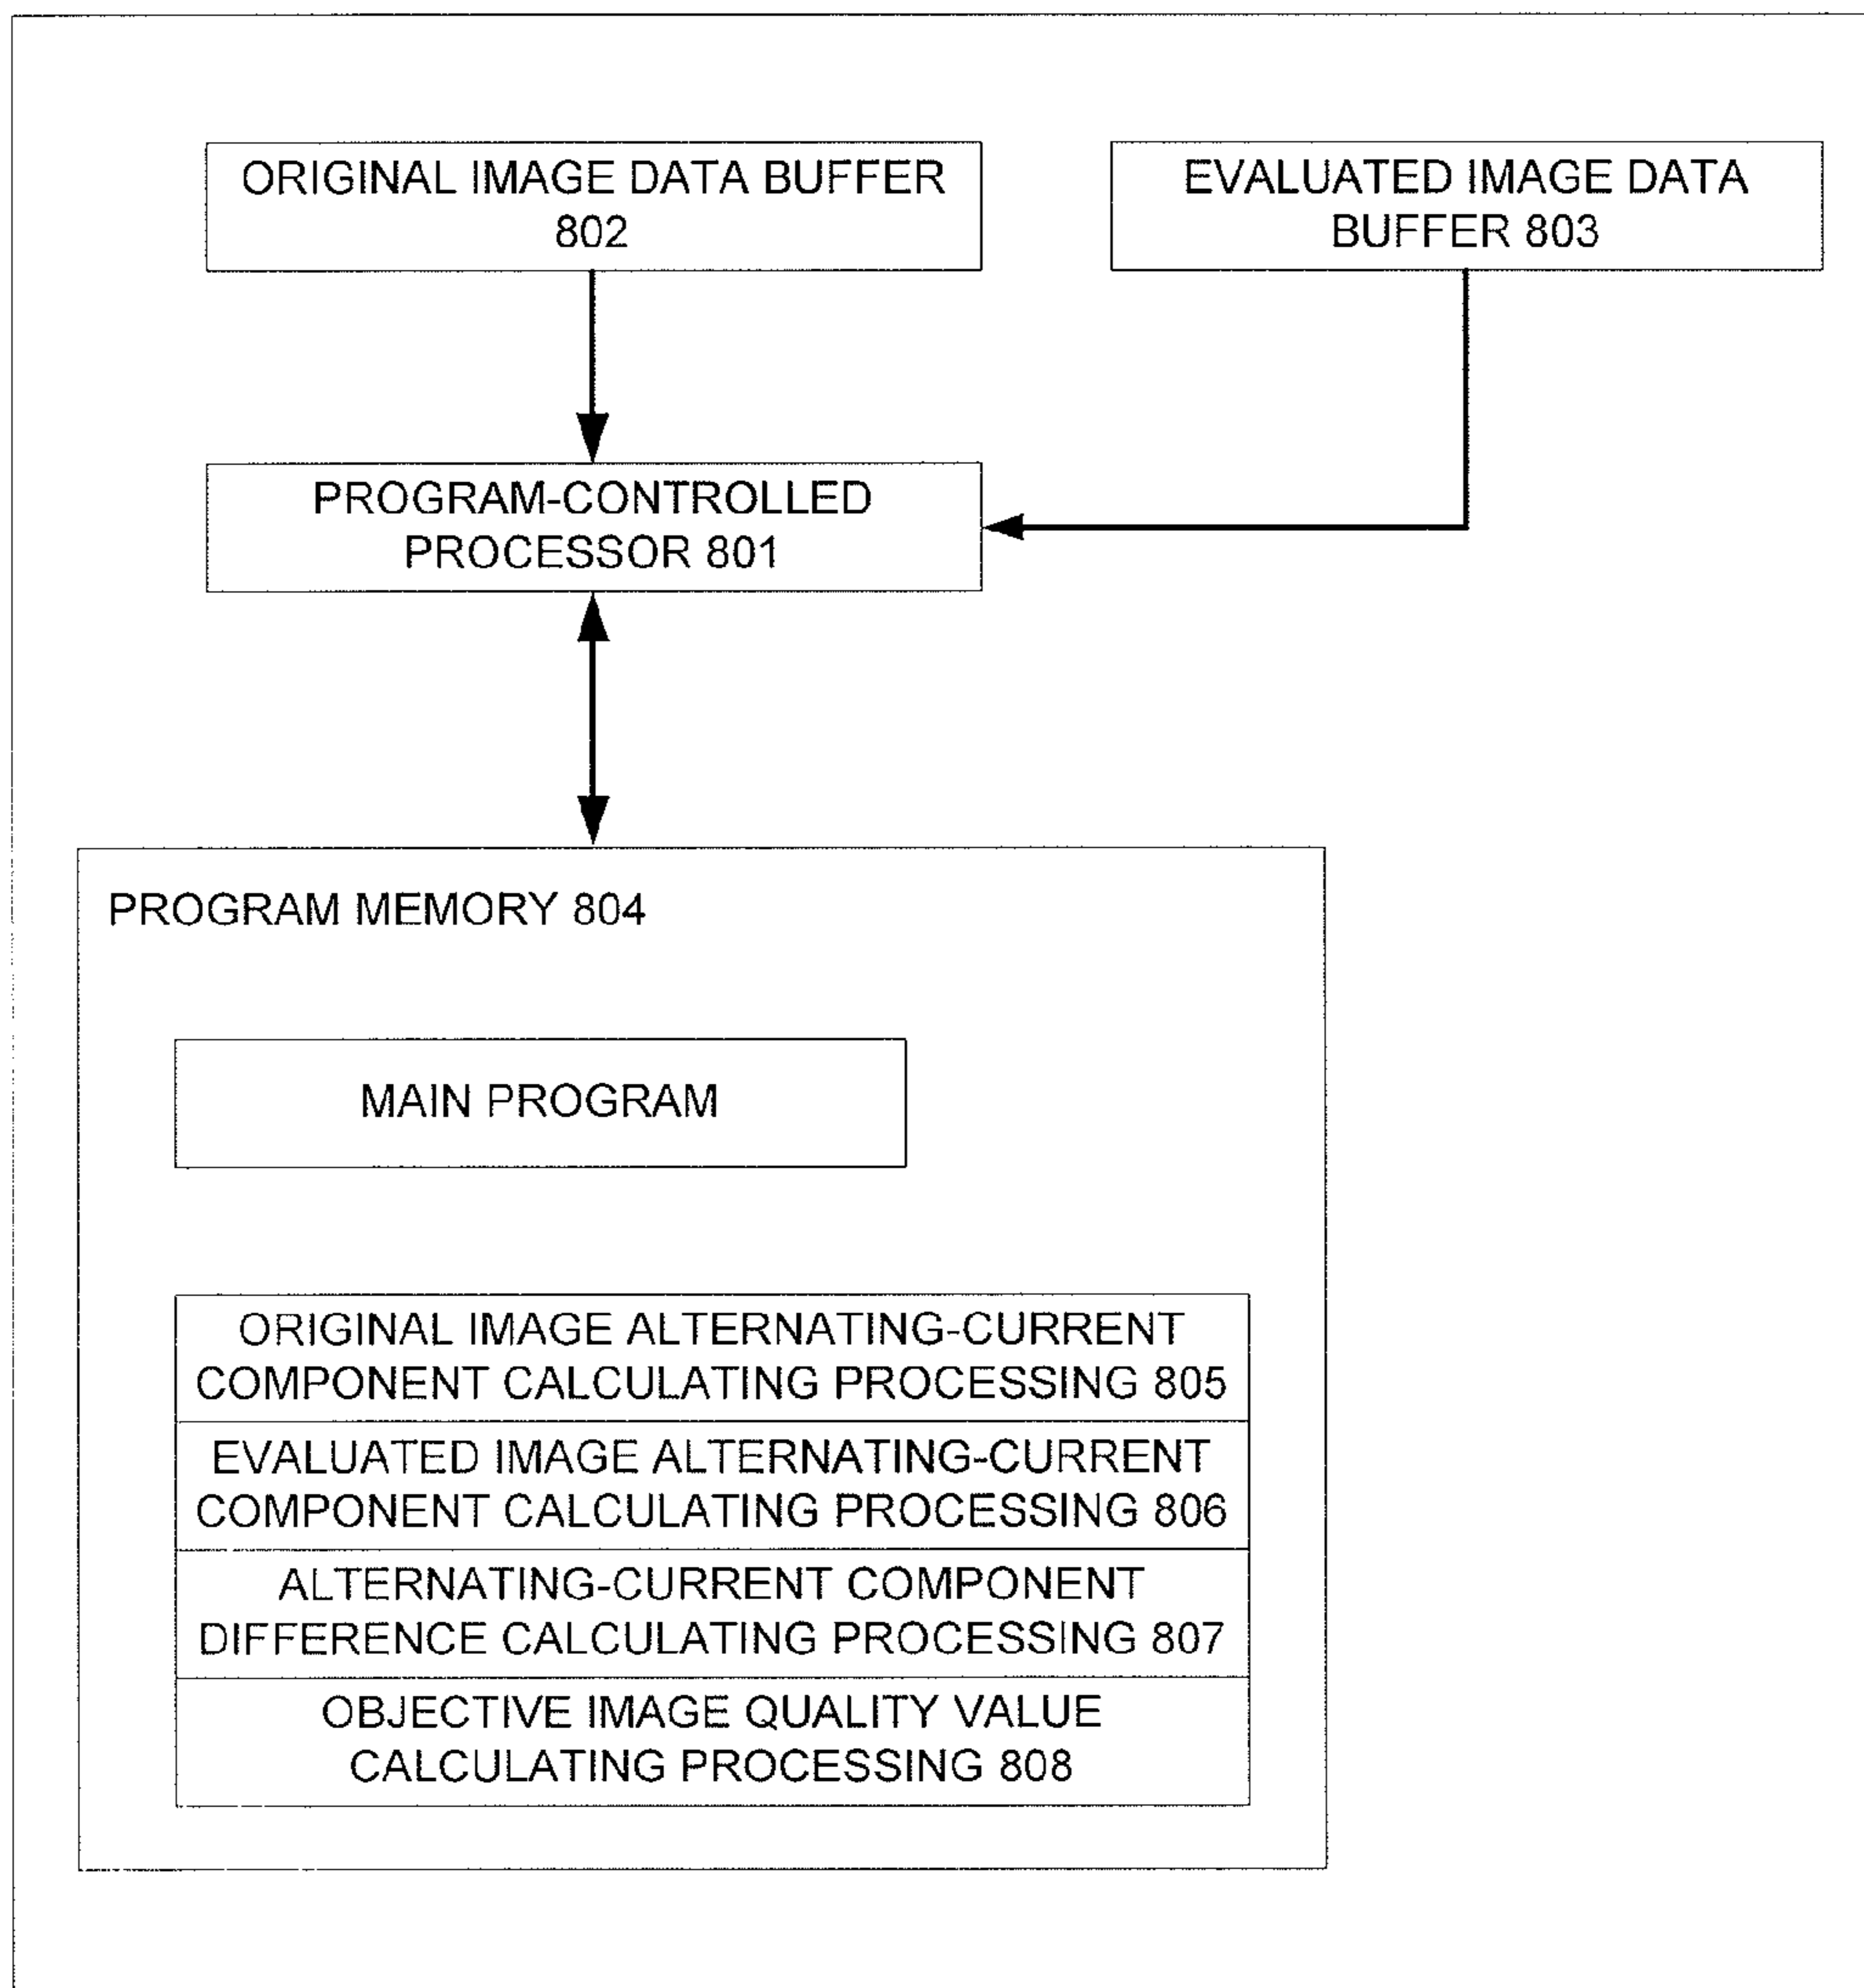 ORIGINAL IMAGE DATA BUFFER
802
EVALUATED IMAGE DATA
BUFFER 803
PROGRAM-CONTROLLED
PROCESSOR 801
PROGRAM MEMORY 804
MAIN PROGRAM
ORIGINAL IMAGE ALTERNATING-CURRENT
COMPONENT CALCULATING PROCESSING 805
EVALUATED IMAGE ALTERNATING-CURRENT
COMPONENT CALCULATING PROCESSING 806
ALTERNATING-CURRENT COMPONENT
DIFFERENCE CALCULATING PROCESSING 807
OBJECTIVE IMAGE QUALITY VALUE
CALCULATING PROCESSING 808